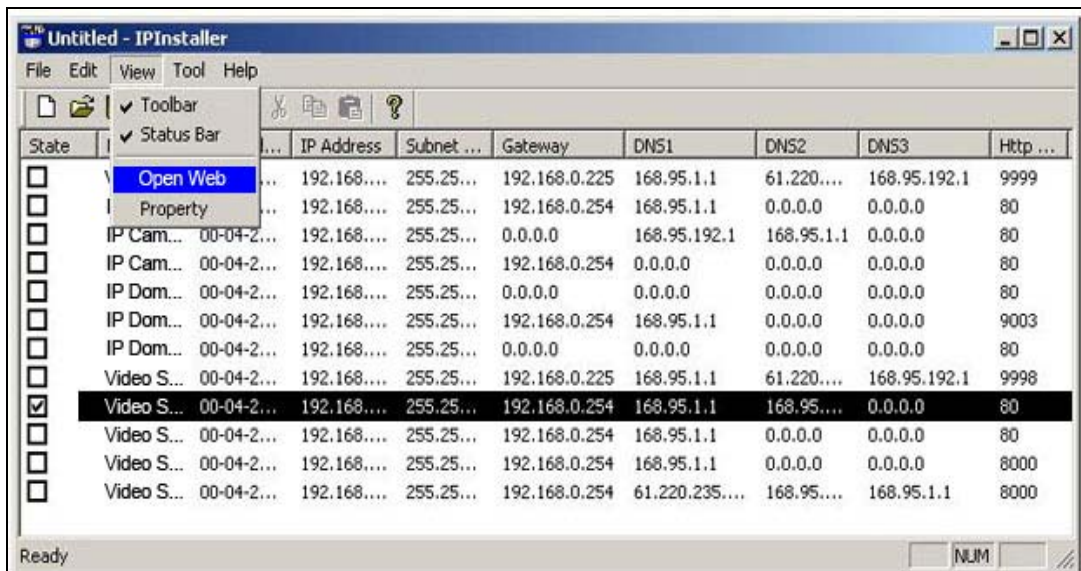 Untitled - IPInstaller
File Edit View Tool Help
Toolbar
Status Bar
Open Web
Property
State ... IP Address Subnet ... Gateway DNS1 DNS2 DNS3 Http ...
... 192.168.... 255.25... 192.168.0.225 168.95.1.1 61.220.... 168.95.192.1 9999
... 192.168.... 255.25... 192.168.0.254 168.95.1.1 0.0.0.0 0.0.0.0 80
IP Cam... 00-04-2... 192.168.... 255.25... 0.0.0.0 168.95.192.1 168.95.1.1 0.0.0.0 80
IP Cam... 00-04-2... 192.168.... 255.25... 192.168.0.254 0.0.0.0 0.0.0.0 0.0.0.0 80
IP Dom... 00-04-2... 192.168.... 255.25... 0.0.0.0 0.0.0.0 0.0.0.0 0.0.0.0 80
IP Dom... 00-04-2... 192.168.... 255.25... 192.168.0.254 168.95.1.1 0.0.0.0 0.0.0.0 9003
IP Dom... 00-04-2... 192.168.... 255.25... 0.0.0.0 0.0.0.0 0.0.0.0 0.0.0.0 80
Video S... 00-04-2... 192.168.... 255.25... 192.168.0.225 168.95.1.1 61.220.... 168.95.192.1 9998
Video S... 00-04-2... 192.168.... 255.25... 192.168.0.254 168.95.1.1 168.95.... 0.0.0.0 80
Video S... 00-04-2... 192.168.... 255.25... 192.168.0.254 168.95.1.1 0.0.0.0 0.0.0.0 80
Video S... 00-04-2... 192.168.... 255.25... 192.168.0.254 168.95.1.1 0.0.0.0 0.0.0.0 8000
Video S... 00-04-2... 192.168.... 255.25... 192.168.0.254 61.220.235.... 168.95.... 168.95.1.1 8000
Ready NUM